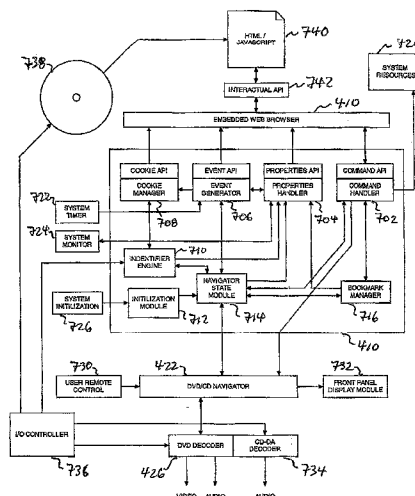 740
738
HTML /
JAVASCRIPT
420
SYSTEM
RESOURCES
INTERACTUAL API
742
410
EMBEDDED WEB BROWSER
COOKIE API
COOKIE
MANAGER
EVENT API
EVENT
GENERATOR
PROPERTIES API
PROPERTIES
HANDLER
COMMAND API
COMMAND
HANDLER
722
SYSTEM
TIMER
708
706
704
702
724
SYSTEM
MONITOR
710
INDENTIFIER
ENGINE
SYSTEM
INITILIZATION
INITILIZATION
MODULE
NAVIGATOR
STATE
MODULE
BOOKMARK
MANAGER
726
712
714
716
410
730
422
732
USER REMOTE
CONTROL
DVD/CD NAVIGATOR
FRONT PANEL
DISPLAY MODULE
I/O CONTROLLER
DVD DECODER
CD-DA
DECODER
736
426
734
VIDEO AUDIO AUDIO